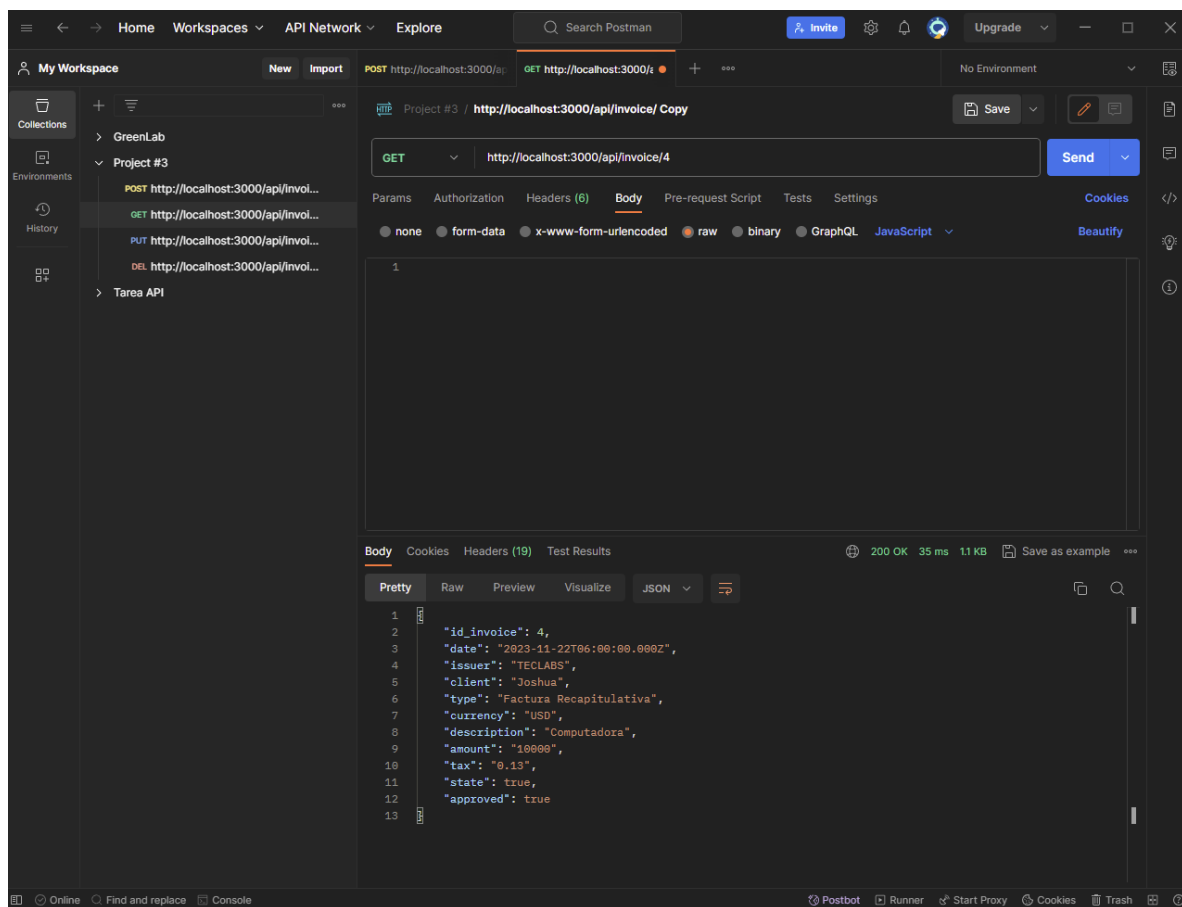 Home Workspaces API Network Explore Search Postman Invite Upgrade
My Workspace New Import POST http://localhost:3000/ap GET http://localhost:3000/a No Environment
Collections
Environments
History
GreenLab
Project #3
POST http://localhost:3000/api/invoi...
GET http://localhost:3000/api/invoi...
PUT http://localhost:3000/api/invoi...
DEL http://localhost:3000/api/invoi...
Tarea API
HTTP Project #3 / http://localhost:3000/api/invoice/ Copy Save
GET http://localhost:3000/api/invoice/4 Send
Params Authorization Headers (6) Body Pre-request Script Tests Settings Cookies
none form-data x-www-form-urlencoded raw binary GraphQL JavaScript Beautify
1
Body Cookies Headers (19) Test Results 200 OK 35 ms 1.1 KB Save as example
Pretty Raw Preview Visualize JSON
1 {
2 "id_invoice": 4,
3 "date": "2023-11-22T06:00:00.000Z",
4 "issuer": "TECLABS",
5 "client": "Joshua",
6 "type": "Factura Recapitulativa",
7 "currency": "USD",
8 "description": "Computadora",
9 "amount": "10000",
10 "tax": "0.13",
11 "state": true,
12 "approved": true
13 }
Online Find and replace Console Postbot Runner Start Proxy Cookies Trash